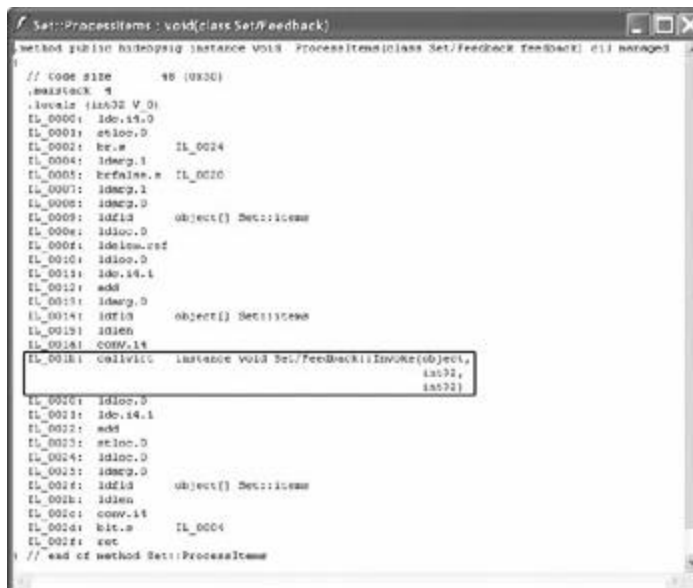 Set::ProcessItems : void(class Set/Feedback)
.method public hidebysig instance void  ProcessItems(class Set/Feedback feedback) cil managed
{
// Code size       48 (0x30)
.maxstack  4
.locals (int32 V_0)
IL_0000:  ldc.i4.0
IL_0001:  stloc.0
IL_0002:  br.s       IL_0024
IL_0004:  ldarg.1
IL_0005:  brfalse.s  IL_0020
IL_0007:  ldarg.1
IL_0008:  ldarg.0
IL_0009:  ldfld      object[] Set::items
IL_000e:  ldloc.0
IL_000f:  ldelem.ref
IL_0010:  ldloc.0
IL_0011:  ldc.i4.1
IL_0012:  add
IL_0013:  ldarg.0
IL_0014:  ldfld      object[] Set::items
IL_0019:  ldlen
IL_001a:  conv.i4
IL_001b:  callvirt   instance void Set/Feedback::Invoke(object,
int32,
int32)
IL_0020:  ldloc.0
IL_0021:  ldc.i4.1
IL_0022:  add
IL_0023:  stloc.0
IL_0024:  ldloc.0
IL_0025:  ldarg.0
IL_0026:  ldfld      object[] Set::items
IL_002b:  ldlen
IL_002c:  conv.i4
IL_002d:  blt.s      IL_0004
IL_002f:  ret
} // end of method Set::ProcessItems